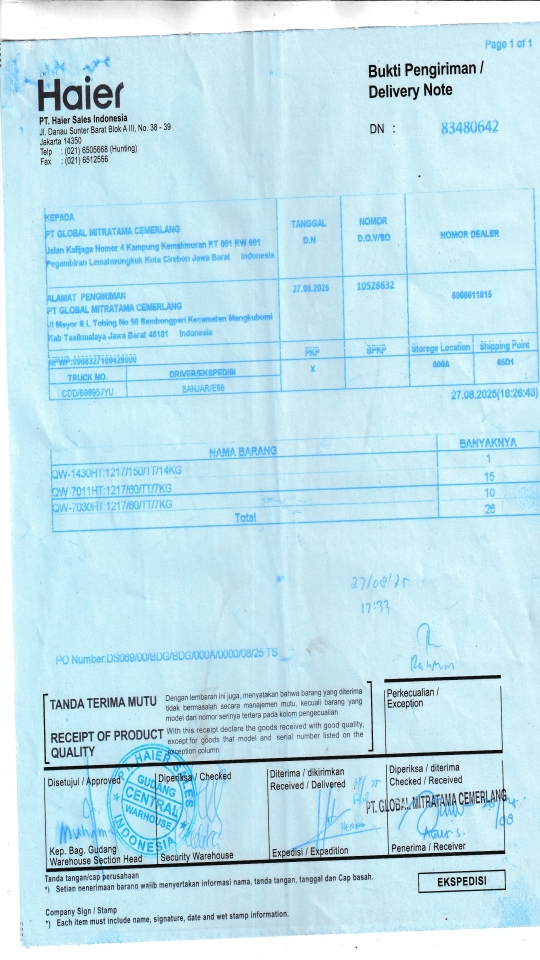 Page 1 of 1
Haier
Bukti Pengiriman /
Delivery Note
PT. Haier Sales Indonesia
Jl. Danau Sunter Barat Blok A III, No. 38 - 39
Jakarta 14350
Telp : (021) 6505668 (Hunting)
Fax : (021) 6512556
DN : 83480642
KEPADA
PT GLOBAL MITRATAMA CEMERLANG
Jalan Kalijaga Nomor 4 Kampung Kemakmuran RT 001 RW 001
Pegambiran Lemahwungkuk Kota Cirebon Jawa Barat Indonesia
TANGGAL
D.N
NOMOR
D.O.V/SO
NOMOR DEALER
ALAMAT PENGIRIMAN
PT GLOBAL MITRATAMA CEMERLANG
Jl Mayor S L Tobing No 56 Sambongpari Kecamatan Mangkubumi
Kab Tasikmalaya Jawa Barat 46181 Indonesia
27.08.2025
10528632
6000011815
PKP
BPKP
Storage Location
Shipping Point
TRUCK NO.
DRIVER/EKSPEDISI
X
000A
65D1
CDD/B9895JYU
BANJAR/E69
27.08.2025(18:26:43)
NAMA BARANG
BANYAKNYA
QW-1430HT:1217/150/TT/14KG
1
QW 7011HT:1217/60/TT/7KG
15
QW-7030HT:1217/60/TT/7KG
10
Total
26
27/08/25
17:33
PO Number:DS069/00/BDG/BDG/000A/0000/08/25 TS
TANDA TERIMA MUTU
Dengan lembaran ini juga, menyatakan bahwa barang yang diterima
tidak bermasalah secara manajemen mutu, kecuali barang yang
model dan nomor serinya tertera pada kolom pengacualian
RECEIPT OF PRODUCT
QUALITY
With this receipt declare the goods received with good quality,
except for goods that model and serial number listed on the
exception column
Perkecualian /
Exception
Disetujui / Approved
Diperiksa / Checked
Diterima / dikirimkan
Received / Delivered
Diperiksa / diterima
Checked / Received
HAIER SALES
GUDANG
CENTRAL
WAREHOUSE
INDONESIA
PT. GLOBAL MITRATAMA CEMERLANG
Kep. Bag. Gudang
Warehouse Section Head
Security Warehouse
Expedisi / Expedition
Penerima / Receiver
Tanda tangan/cap perusahaan
*) Setiap penerimaan barang wajib menyertakan informasi nama, tanda tangan, tanggal dan Cap basah.
EKSPEDISI
Company Sign / Stamp
*) Each item must include name, signature, date and wet stamp information.